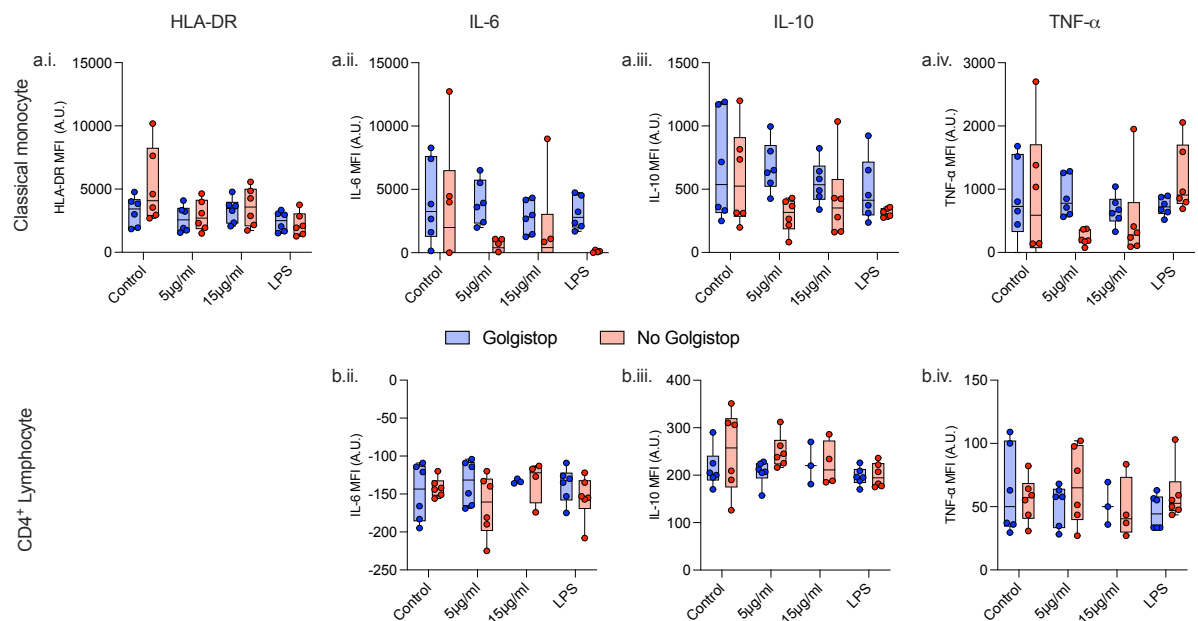 HLA-DR
IL-6
IL-10
TNF-α
Classical monocyte
a.i.
HLA-DR MFI (A.U.)
15000
10000
5000
0
Control
5μg/ml
15μg/ml
LPS
a.ii.
IL-6 MFI (A.U.)
15000
10000
5000
0
Control
5μg/ml
15μg/ml
LPS
a.iii.
IL-10 MFI (A.U.)
1500
1000
500
0
Control
5μg/ml
15μg/ml
LPS
a.iv.
TNF-α MFI (A.U.)
3000
2000
1000
0
Control
5μg/ml
15μg/ml
LPS
Golgistop
No Golgistop
CD4⁺ Lymphocyte
b.ii.
IL-6 MFI (A.U.)
0
-50
-100
-150
-200
-250
Control
5μg/ml
15μg/ml
LPS
b.iii.
IL-10 MFI (A.U.)
400
300
200
100
0
Control
5μg/ml
15μg/ml
LPS
b.iv.
TNF-α MFI (A.U.)
150
100
50
0
Control
5μg/ml
15μg/ml
LPS